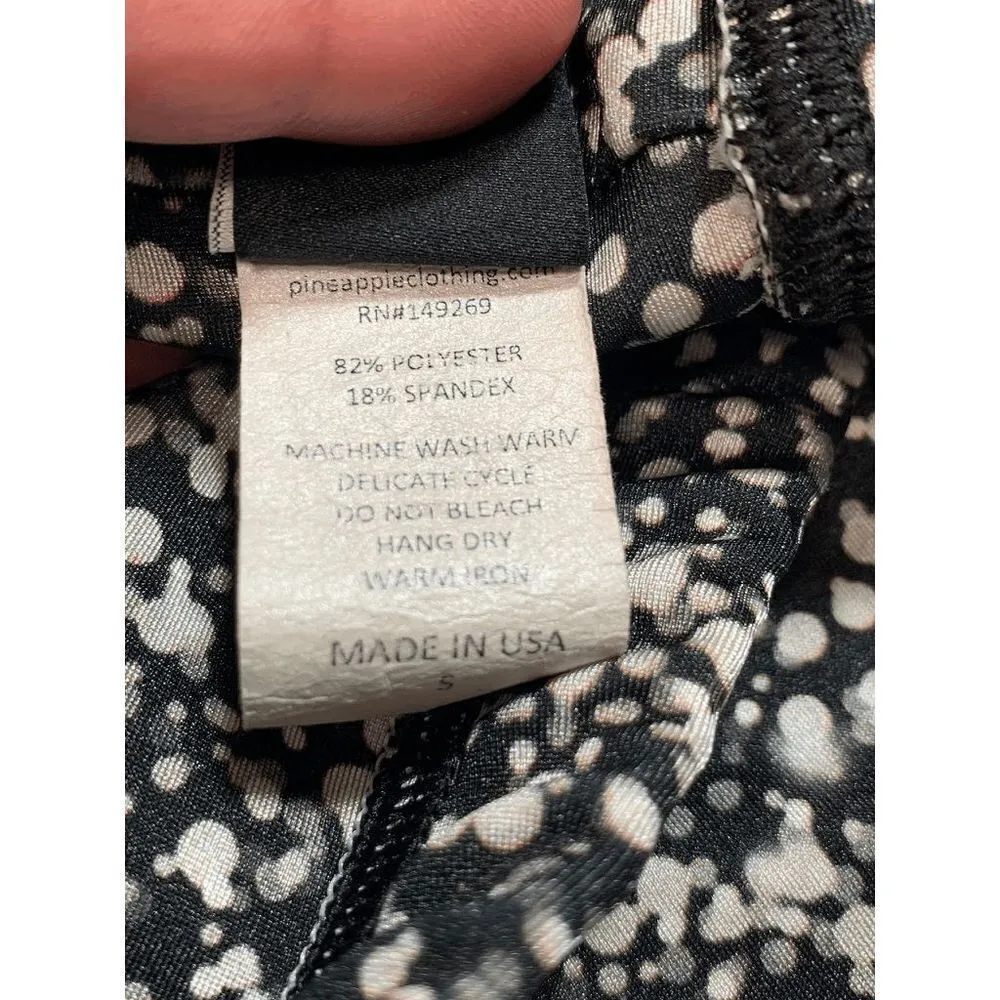 pineappleclothing.com
RN#149269
82% POLYESTER
18% SPANDEX
MACHINE WASH WARM
DELICATE CYCLE
DO NOT BLEACH
HANG DRY
WARM IRON
MADE IN USA
S